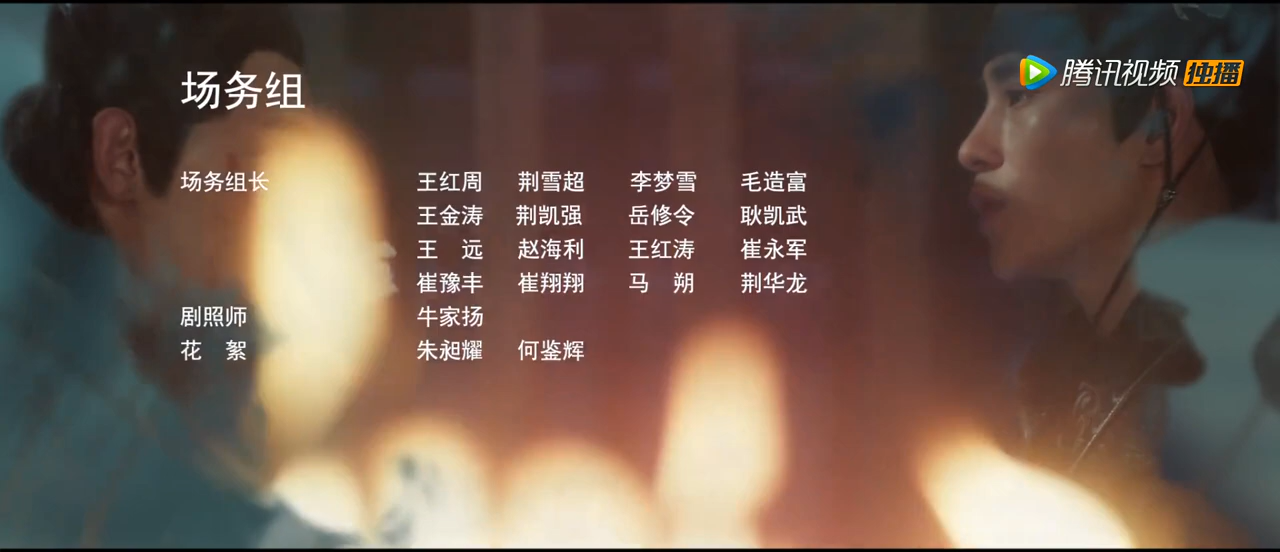 腾讯视频 独播
场务组
场务组长 王红周 荆雪超 李梦雪 毛造富
王金涛 荆凯强 岳修令 耿凯武
王 远 赵海利 王红涛 崔永军
崔豫丰 崔翔翔 马 朔 荆华龙
剧照师 牛家扬
花 絮 朱昶耀 何鉴辉